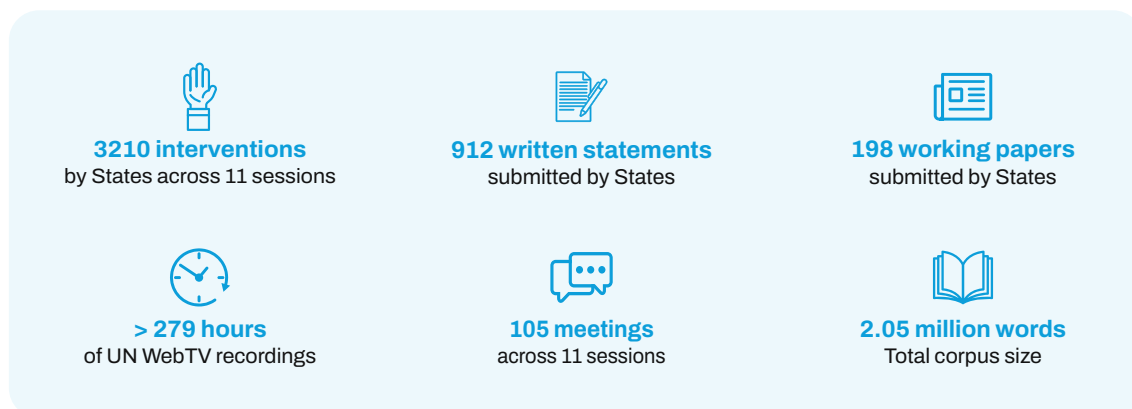 3210 interventions
by States across 11 sessions
912 written statements
submitted by States
198 working papers
submitted by States
> 279 hours
of UN WebTV recordings
105 meetings
across 11 sessions
2.05 million words
Total corpus size